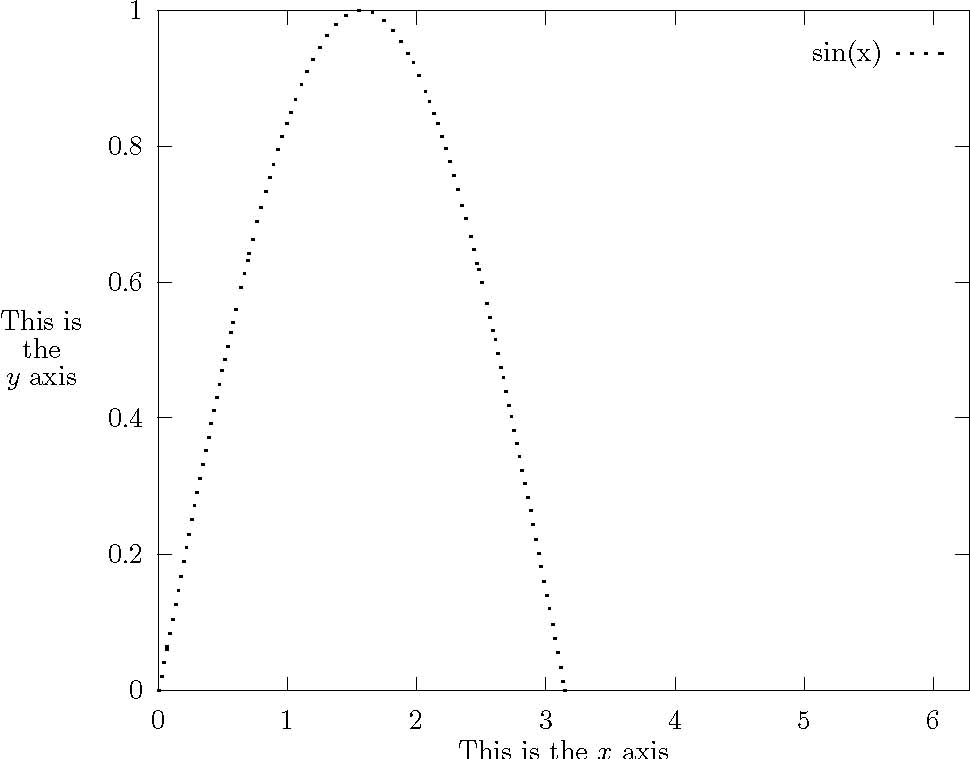 1
sin(x)
0.8
0.6
This is
the
y axis
0.4
0.2
0
0 1 2 3 4 5 6
This is the x axis